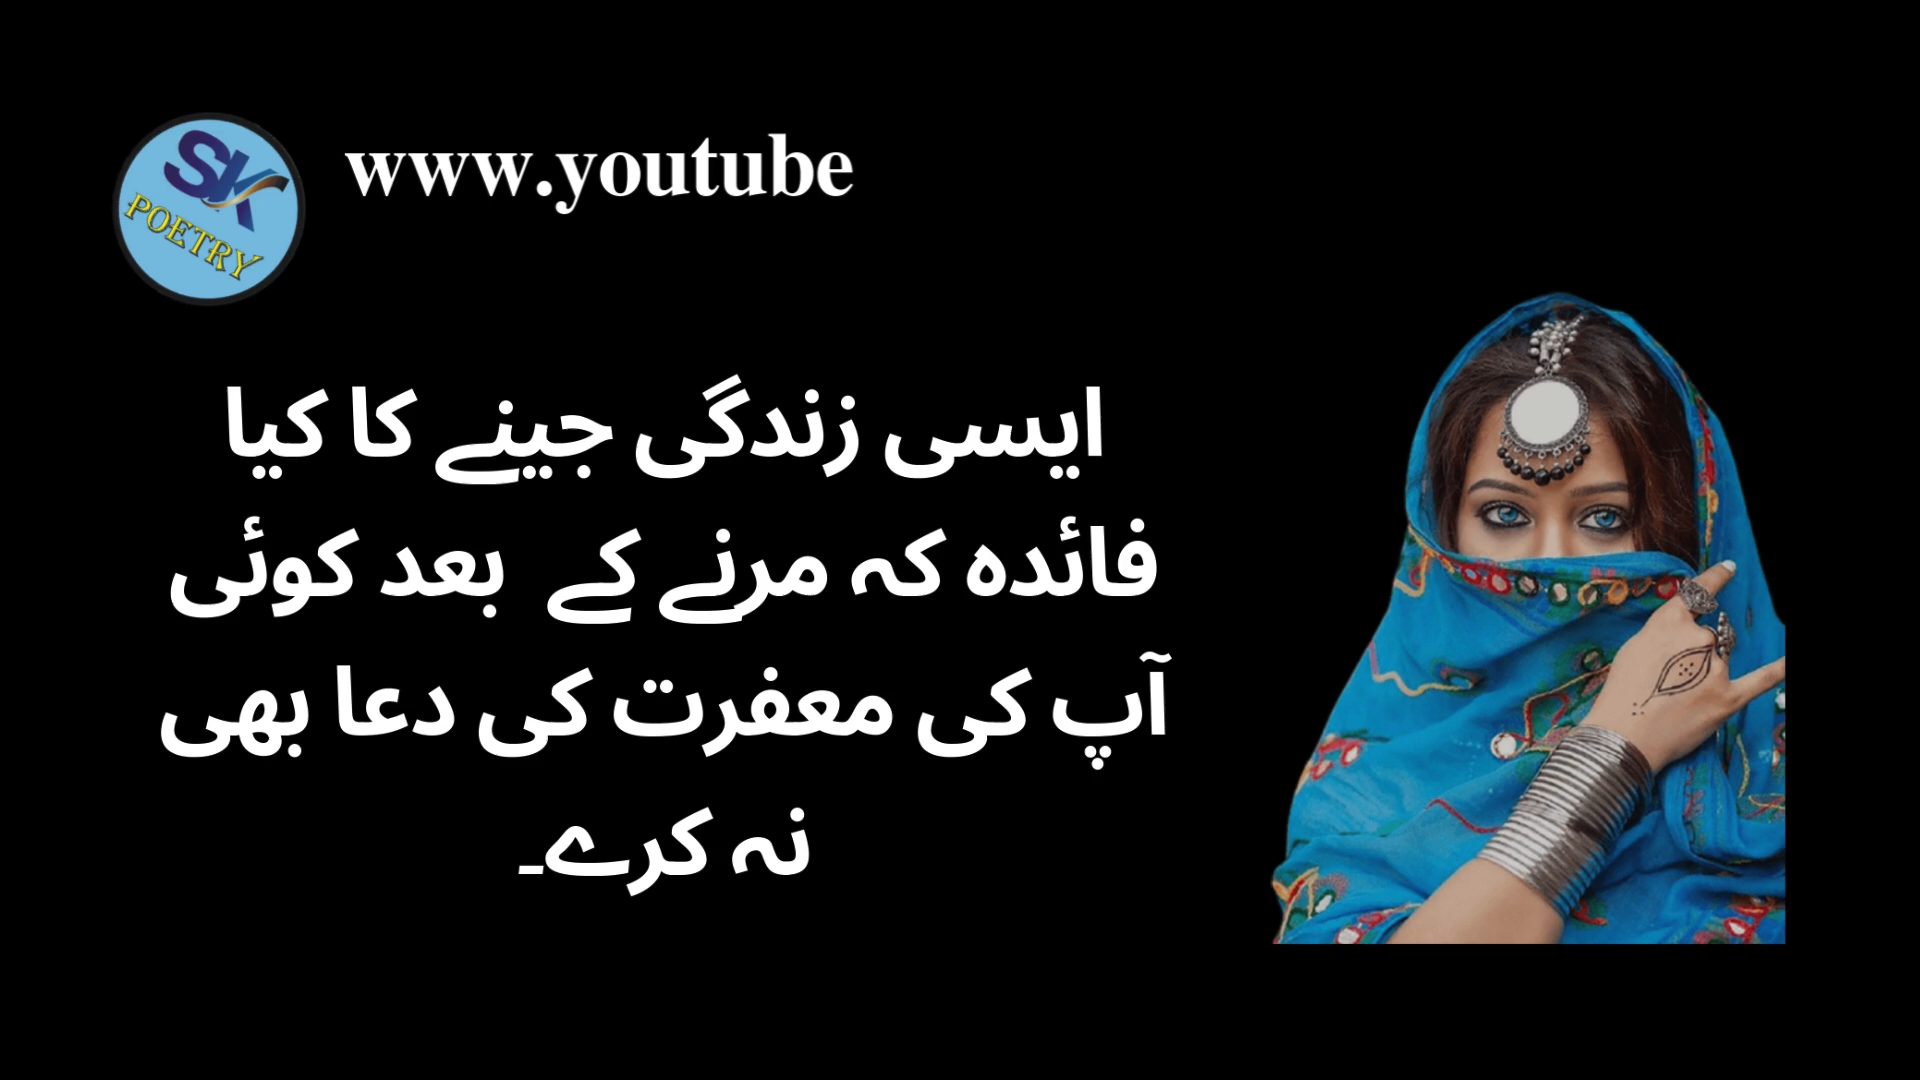 SK
POETRY
www.youtube
ایسی زندگی جینے کا کیا
فائدہ کہ مرنے کے بعد کوئی
آپ کی معفرت کی دعا بھی
نہ کرے۔